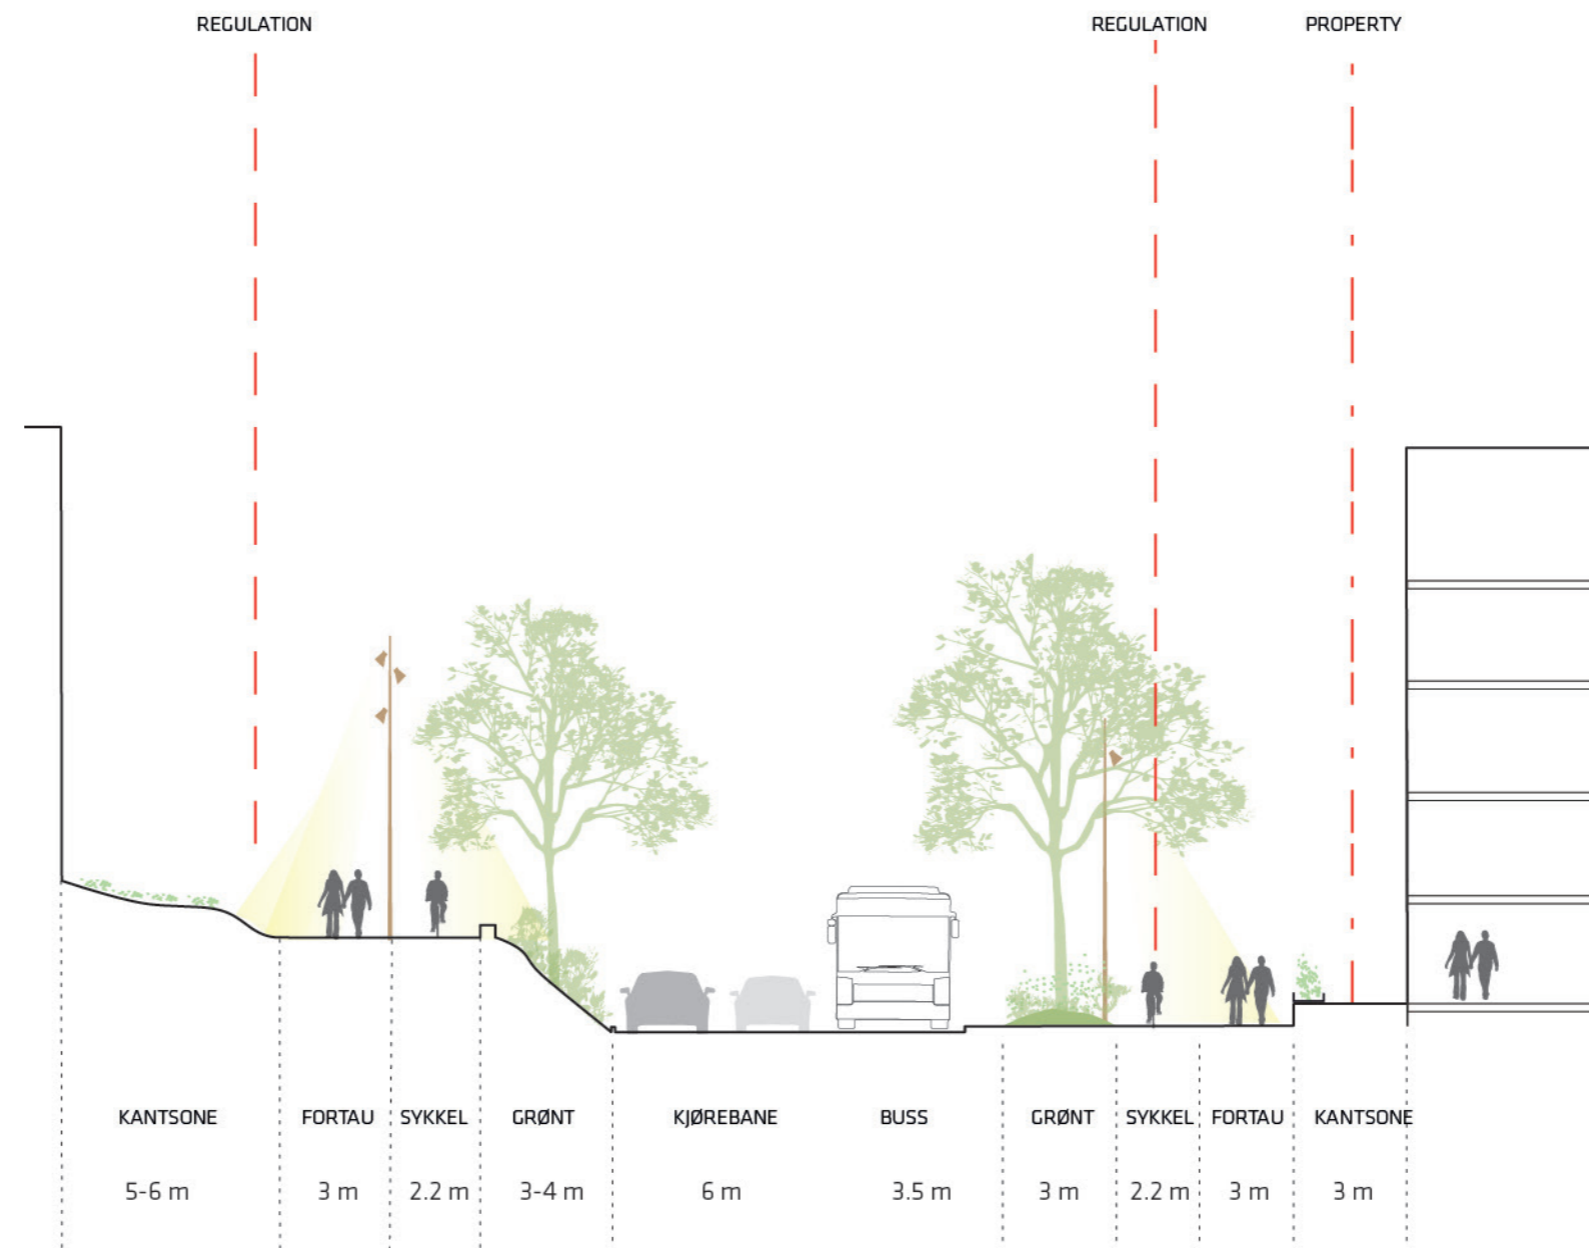 REGULATION REGULATION PROPERTY
KANTSONE FORTAU SYKKEL GRØNT KJØREBANE BUSS GRØNT SYKKEL FORTAU KANTSONE
5-6 m 3 m 2.2 m 3-4 m 6 m 3.5 m 3 m 2.2 m 3 m 3 m